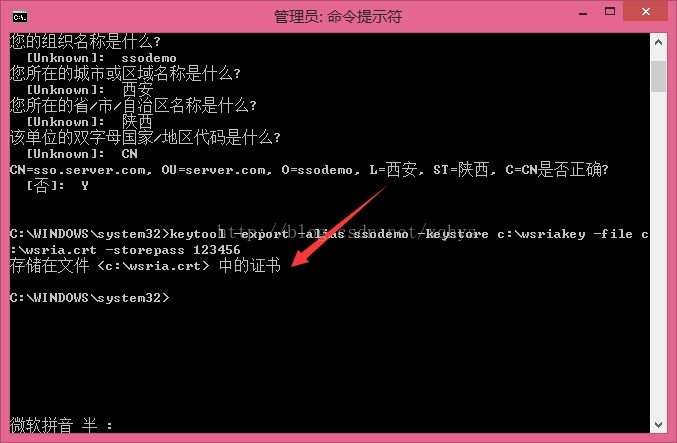 管理员: 命令提示符
您的组织名称是什么?
[Unknown]:  ssodemo
您所在的城市或区域名称是什么?
[Unknown]:  西安
您所在的省/市/自治区名称是什么?
[Unknown]:  陕西
该单位的双字母国家/地区代码是什么?
[Unknown]:  CN
CN=sso.server.com, OU=server.com, O=ssodemo, L=西安, ST=陕西, C=CN是否正确?
[否]:  Y
C:\WINDOWS\system32>keytool -export -alias ssodemo -keystore c:\wsriakey -file c
:\wsria.crt -storepass 123456
存储在文件 <c:\wsria.crt> 中的证书
C:\WINDOWS\system32>
微软拼音 半 :